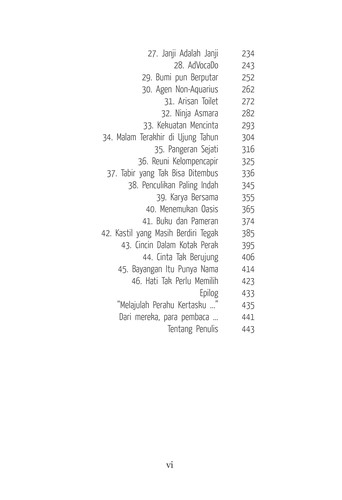 27. Janji Adalah Janji 234
28. AdVocaDo 243
29. Bumi pun Berputar 252
30. Agen Non-Aquarius 262
31. Arisan Toilet 272
32. Ninja Asmara 282
33. Kekuatan Mencinta 293
34. Malam Terakhir di Ujung Tahun 304
35. Pangeran Sejati 316
36. Reuni Kelompencapir 325
37. Tabir yang Tak Bisa Ditembus 336
38. Penculikan Paling Indah 345
39. Karya Bersama 355
40. Menemukan Oasis 365
41. Buku dan Pameran 374
42. Kastil yang Masih Berdiri Tegak 385
43. Cincin Dalam Kotak Perak 395
44. Cinta Tak Berujung 406
45. Bayangan Itu Punya Nama 414
46. Hati Tak Perlu Memilih 423
Epilog 433
"Melajulah Perahu Kertasku ..." 435
Dari mereka, para pembaca ... 441
Tentang Penulis 443
vi